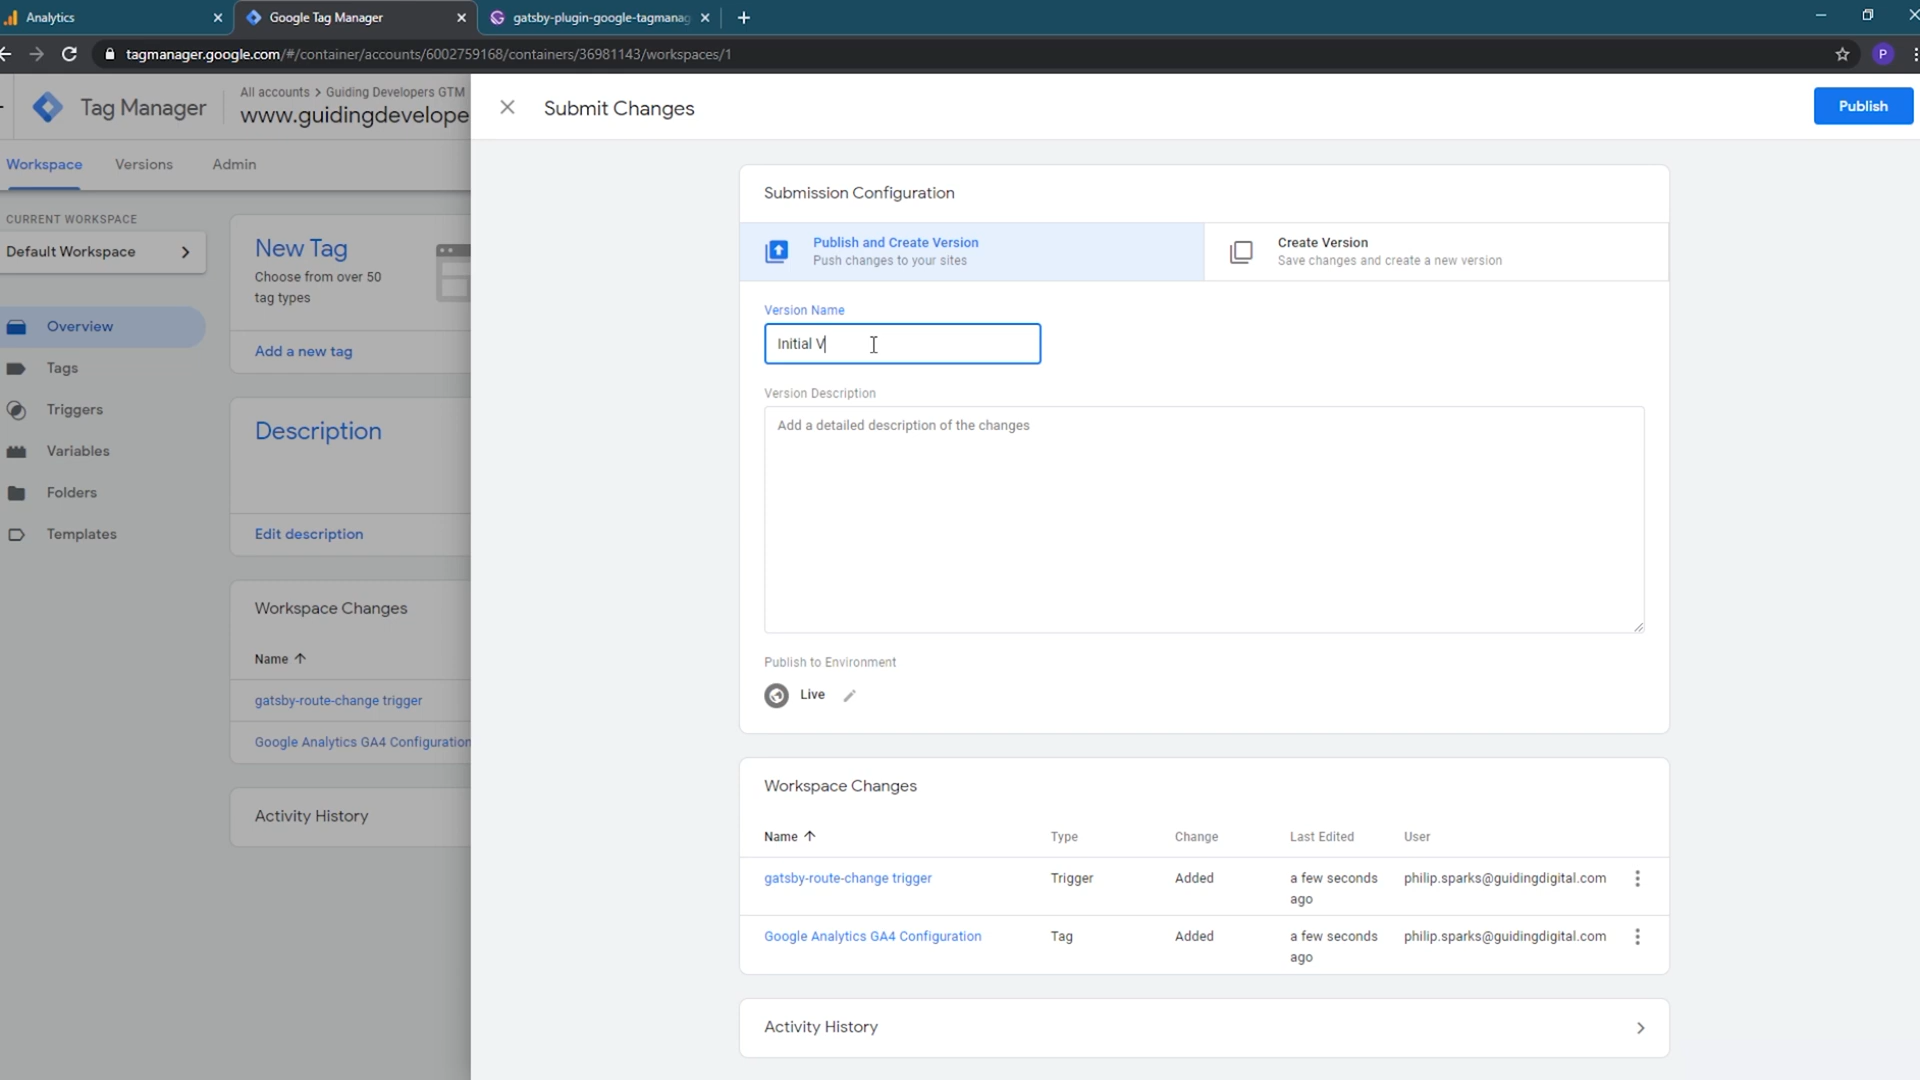 Analytics
Google Tag Manager
gatsby-plugin-google-tagmanag
tagmanager.google.com/#/container/accounts/6002759168/containers/36981143/workspaces/1
P
Tag Manager
All accounts > Guiding Developers GTM
www.guidingdevelope
Submit Changes
Publish
Workspace
Versions
Admin
CURRENT WORKSPACE
Default Workspace
Overview
Tags
Triggers
Variables
Folders
Templates
New Tag
Choose from over 50
tag types
Add a new tag
Description
Edit description
Workspace Changes
Name
gatsby-route-change trigger
Google Analytics GA4 Configuration
Activity History
Submission Configuration
Publish and Create Version
Push changes to your sites
Create Version
Save changes and create a new version
Version Name
Initial V
Version Description
Add a detailed description of the changes
Publish to Environment
Live
Workspace Changes
Name Type Change Last Edited User
gatsby-route-change trigger Trigger Added a few seconds philip.sparks@guidingdigital.com
ago
Google Analytics GA4 Configuration Tag Added a few seconds philip.sparks@guidingdigital.com
ago
Activity History